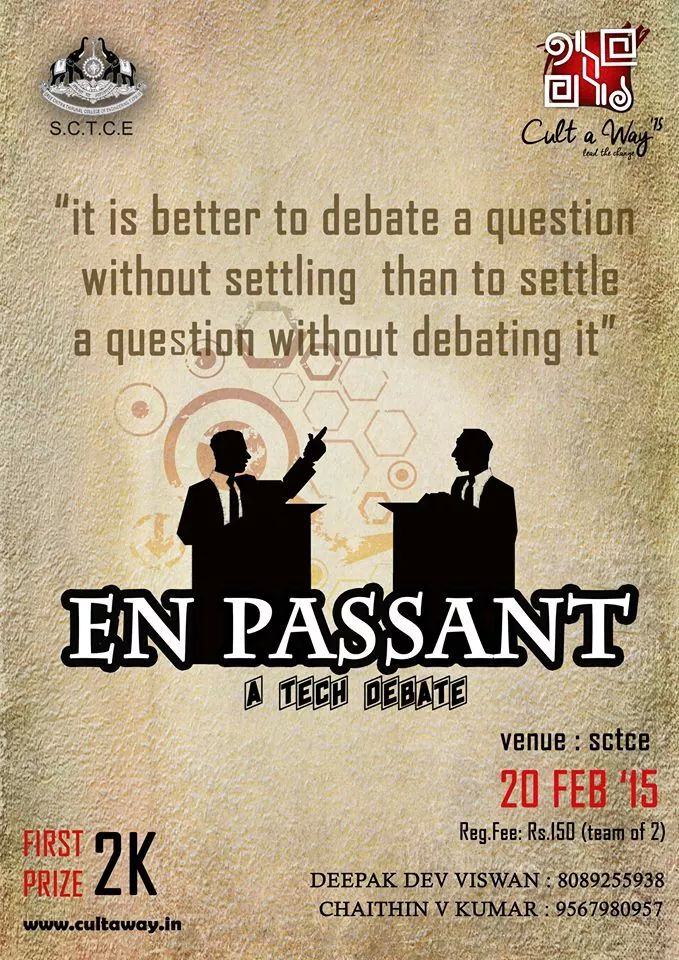 S.C.T.C.E
Cult a Way '15
lead the change
“it is better to debate a question
without settling than to settle
a question without debating it”
EN PASSANT
A TECH DEBATE
venue : sctce
20 FEB '15
Reg.Fee: Rs.150 (team of 2)
FIRST
PRIZE 2K
www.cultaway.in
DEEPAK DEV VISWAN : 8089255938
CHAITHIN V KUMAR : 9567980957